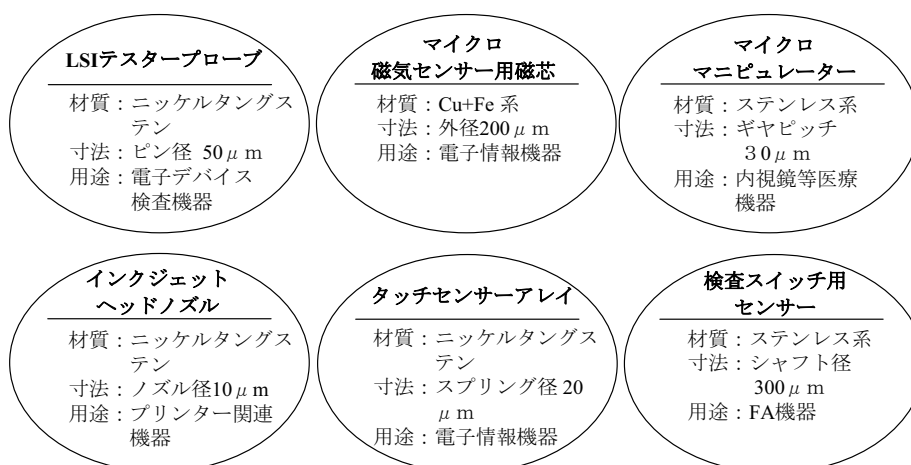 LSIテスタープローブ
材質：ニッケルタングス
テン
寸法：ピン径 50μｍ
用途：電子デバイス
検査機器
マイクロ
磁気センサー用磁芯
材質：Cu+Fe 系
寸法：外径200μｍ
用途：電子情報機器
マイクロ
マニピュレーター
材質：ステンレス系
寸法：ギヤピッチ
３０μｍ
用途：内視鏡等医療
機器
インクジェット
ヘッドノズル
材質：ニッケルタングス
テン
寸法：ノズル径10μm
用途：プリンター関連
機器
タッチセンサーアレイ
材質：ニッケルタングス
テン
寸法：スプリング径 20
μｍ
用途：電子情報機器
検査スイッチ用
センサー
材質：ステンレス系
寸法：シャフト径
300μｍ
用途：FA機器